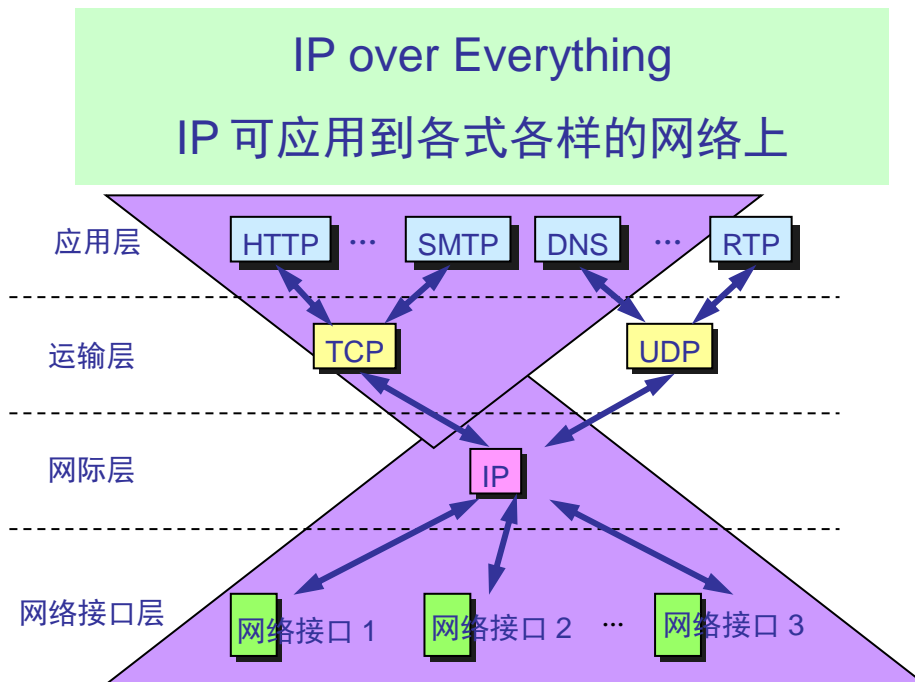 IP over Everything
IP 可应用到各式各样的网络上
应用层
HTTP ... SMTP DNS ... RTP
运输层
TCP UDP
网际层
IP
网络接口层
网络接口 1 网络接口 2 ... 网络接口 3